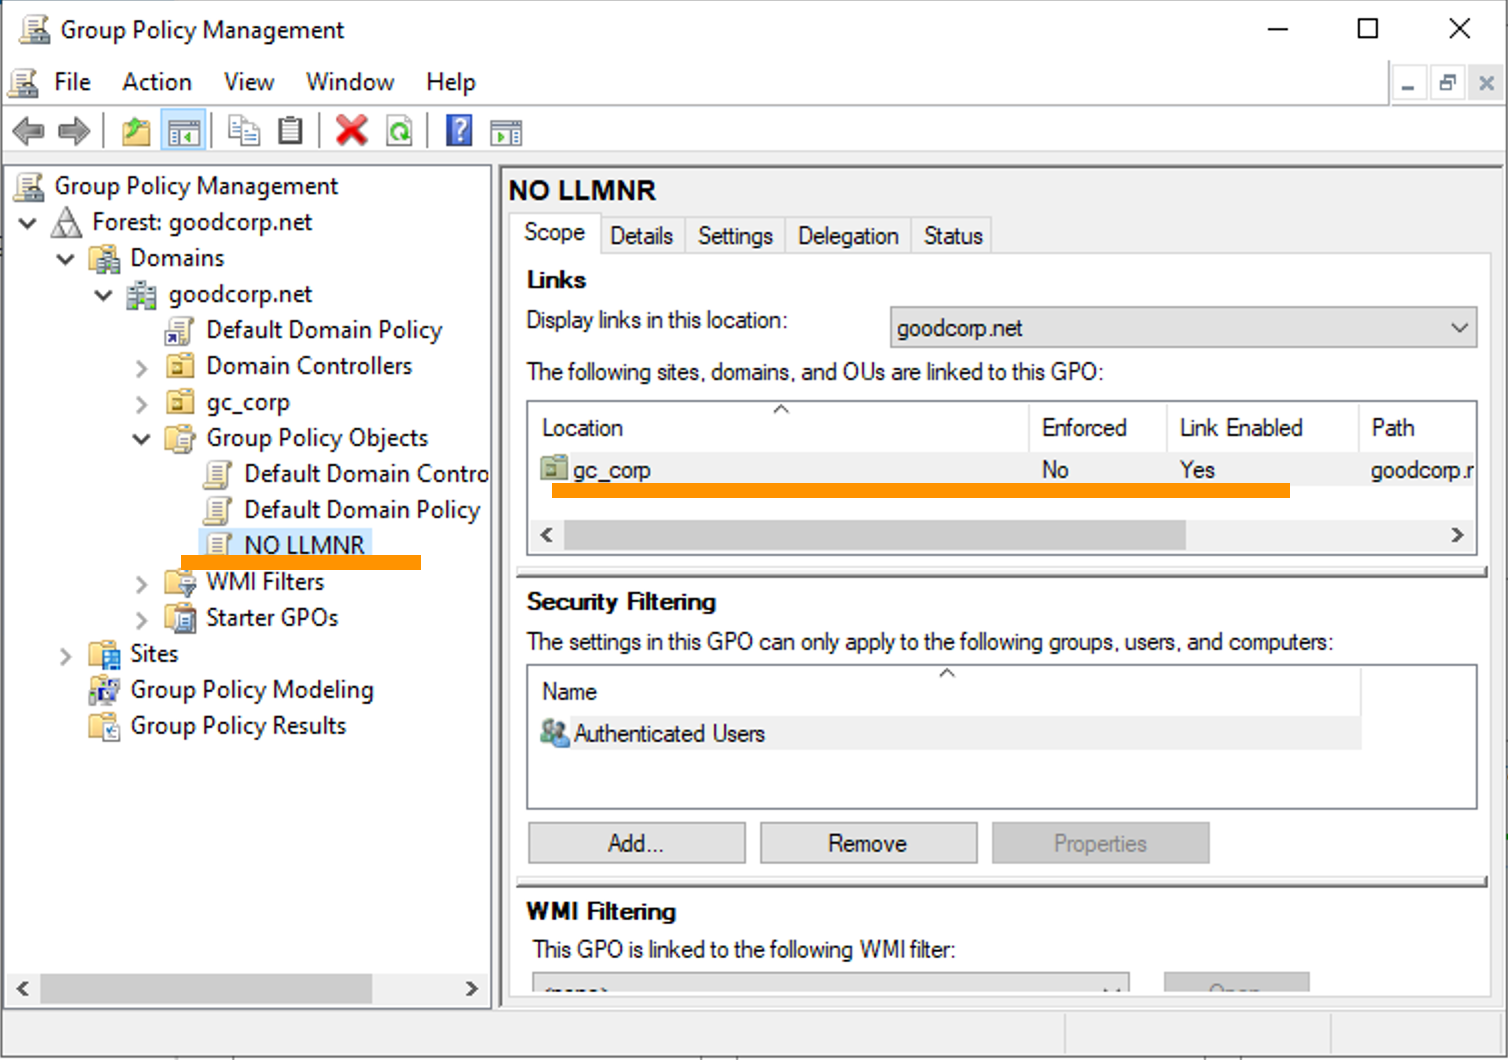 Group Policy Management
File Action View Window Help
Group Policy Management
Forest: goodcorp.net
Domains
goodcorp.net
Default Domain Policy
Domain Controllers
gc_corp
Group Policy Objects
Default Domain Contro
Default Domain Policy
NO LLMNR
WMI Filters
Starter GPOs
Sites
Group Policy Modeling
Group Policy Results
NO LLMNR
Scope Details Settings Delegation Status
Links
Display links in this location: goodcorp.net
The following sites, domains, and OUs are linked to this GPO:
Location Enforced Link Enabled Path
gc_corp No Yes goodcorp.r
Security Filtering
The settings in this GPO can only apply to the following groups, users, and computers:
Name
Authenticated Users
Add... Remove Properties
WMI Filtering
This GPO is linked to the following WMI filter: